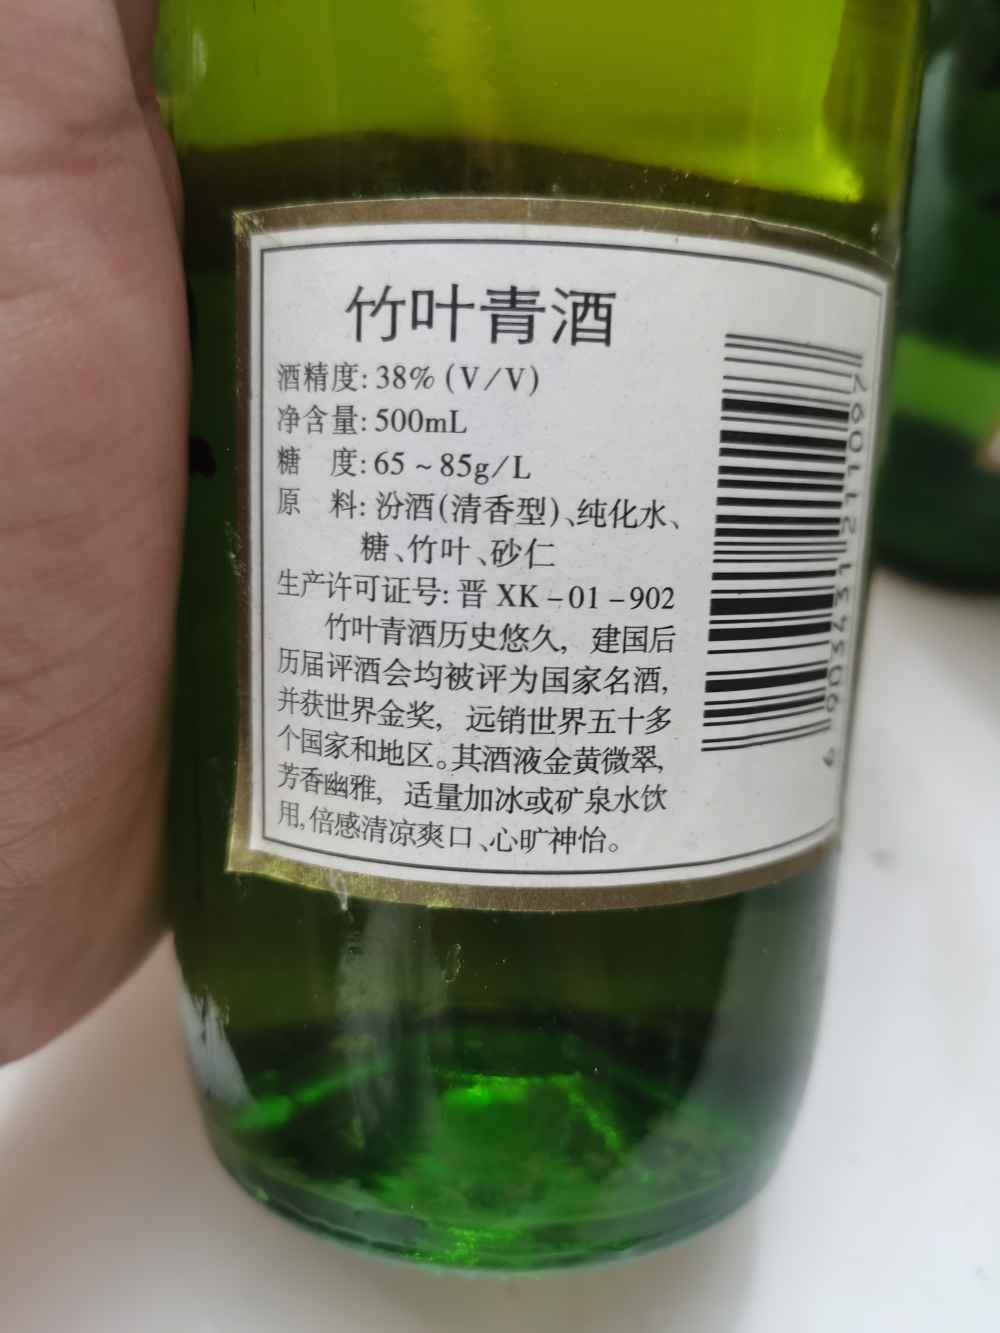 竹叶青酒
酒精度: 38% (V/V)
净含量: 500mL
糖 度: 65~85g/L
原 料: 汾酒(清香型)、纯化水、
糖、竹叶、砂仁
生产许可证号: 晋 XK-01-902
竹叶青酒历史悠久, 建国后
历届评酒会均被评为国家名酒,
并获世界金奖, 远销世界五十多
个国家和地区。其酒液金黄微翠,
芳香幽雅, 适量加冰或矿泉水饮
用, 倍感清凉爽口、心旷神怡。